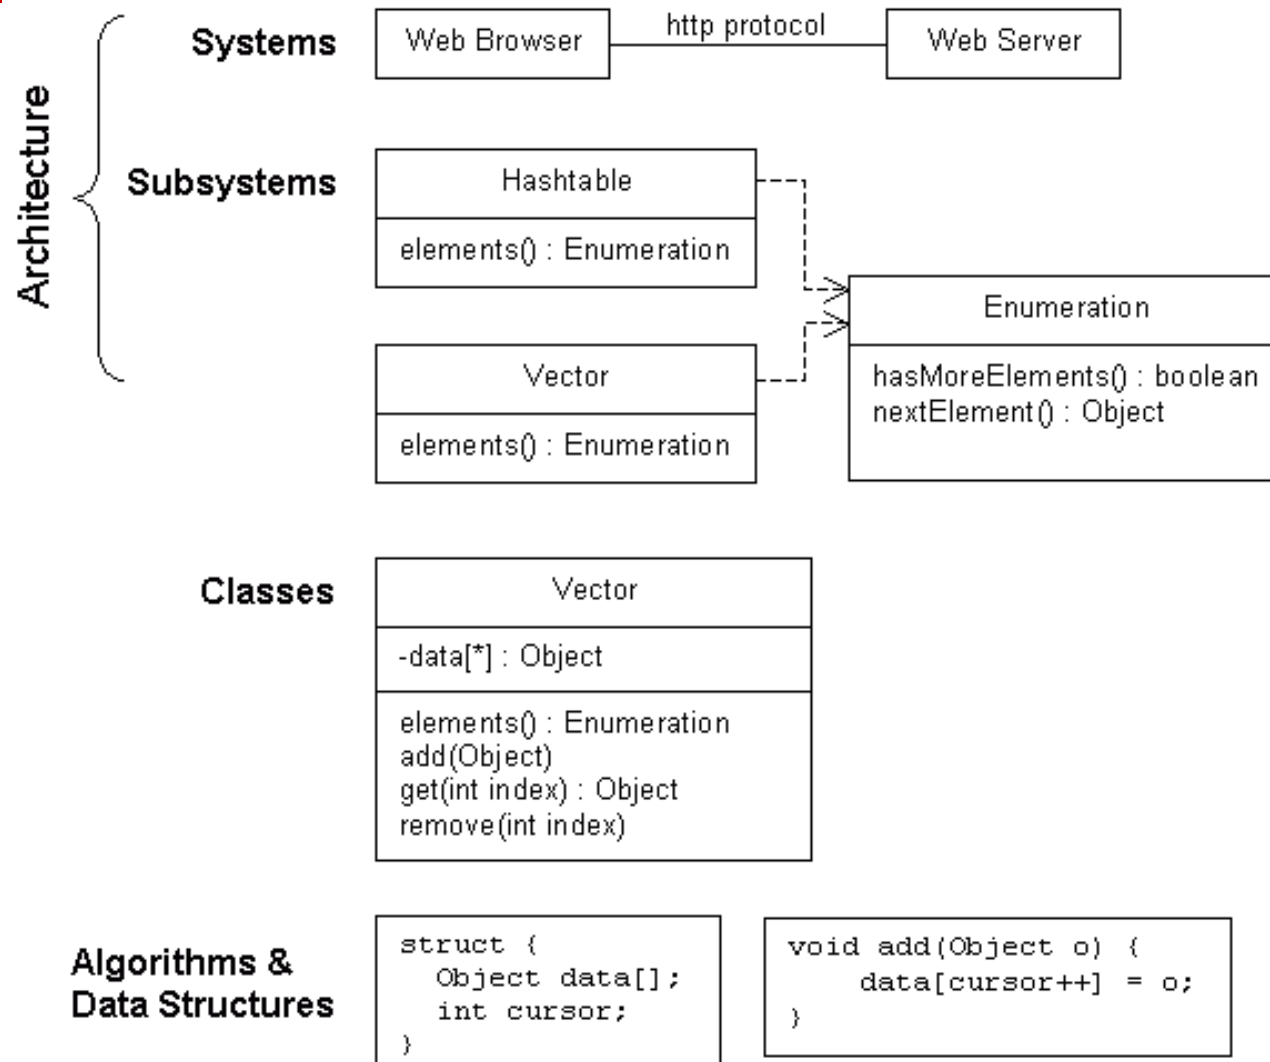 Architecture
Systems
Web Browser
http protocol
Web Server
Subsystems
Hashtable
elements() : Enumeration
Vector
elements() : Enumeration
Enumeration
hasMoreElements() : boolean
nextElement() : Object
Classes
Vector
-data[*] : Object
elements() : Enumeration
add(Object)
get(int index) : Object
remove(int index)
Algorithms &
Data Structures
struct {
  Object data[];
  int cursor;
}
void add(Object o) {
    data[cursor++] = o;
}